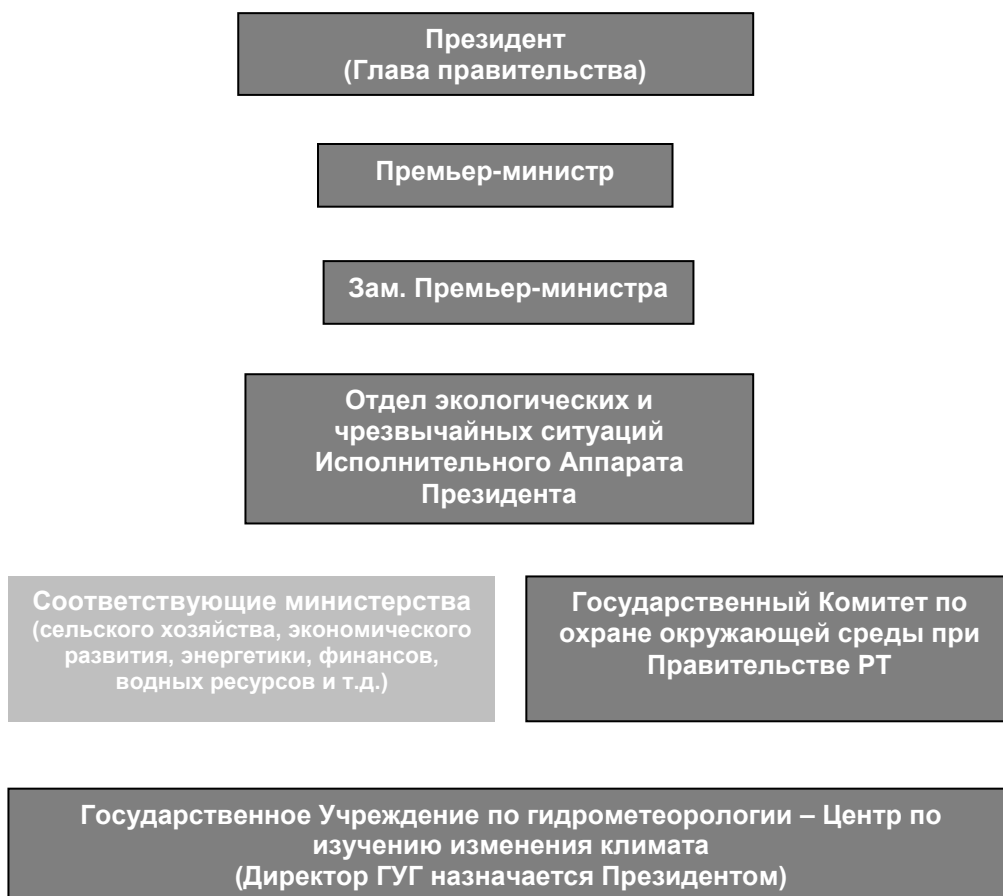 Президент
(Глава правительства)
Премьер-министр
Зам. Премьер-министра
Отдел экологических и
чрезвычайных ситуаций
Исполнительного Аппарата
Президента
Соответствующие министерства
(сельского хозяйства, экономического
развития, энергетики, финансов,
водных ресурсов и т.д.)
Государственный Комитет по
охране окружающей среды при
Правительстве РТ
Государственное Учреждение по гидрометеорологии – Центр по
изучению изменения климата
(Директор ГУГ назначается Президентом)